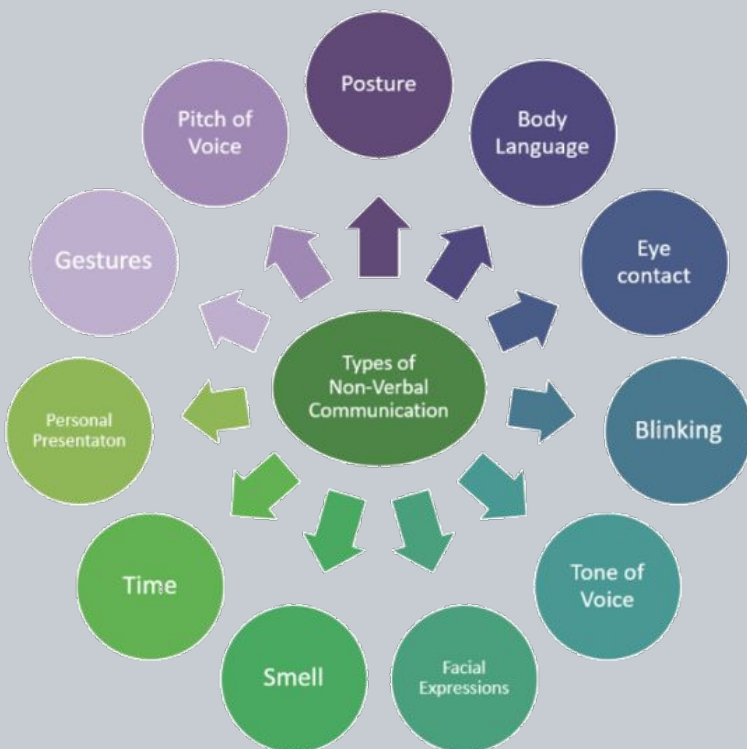 Types of
Non-Verbal
Communication
Posture
Body
Language
Eye
contact
Blinking
Tone of
Voice
Facial
Expressions
Smell
Time
Personal
Presentaton
Gestures
Pitch of
Voice